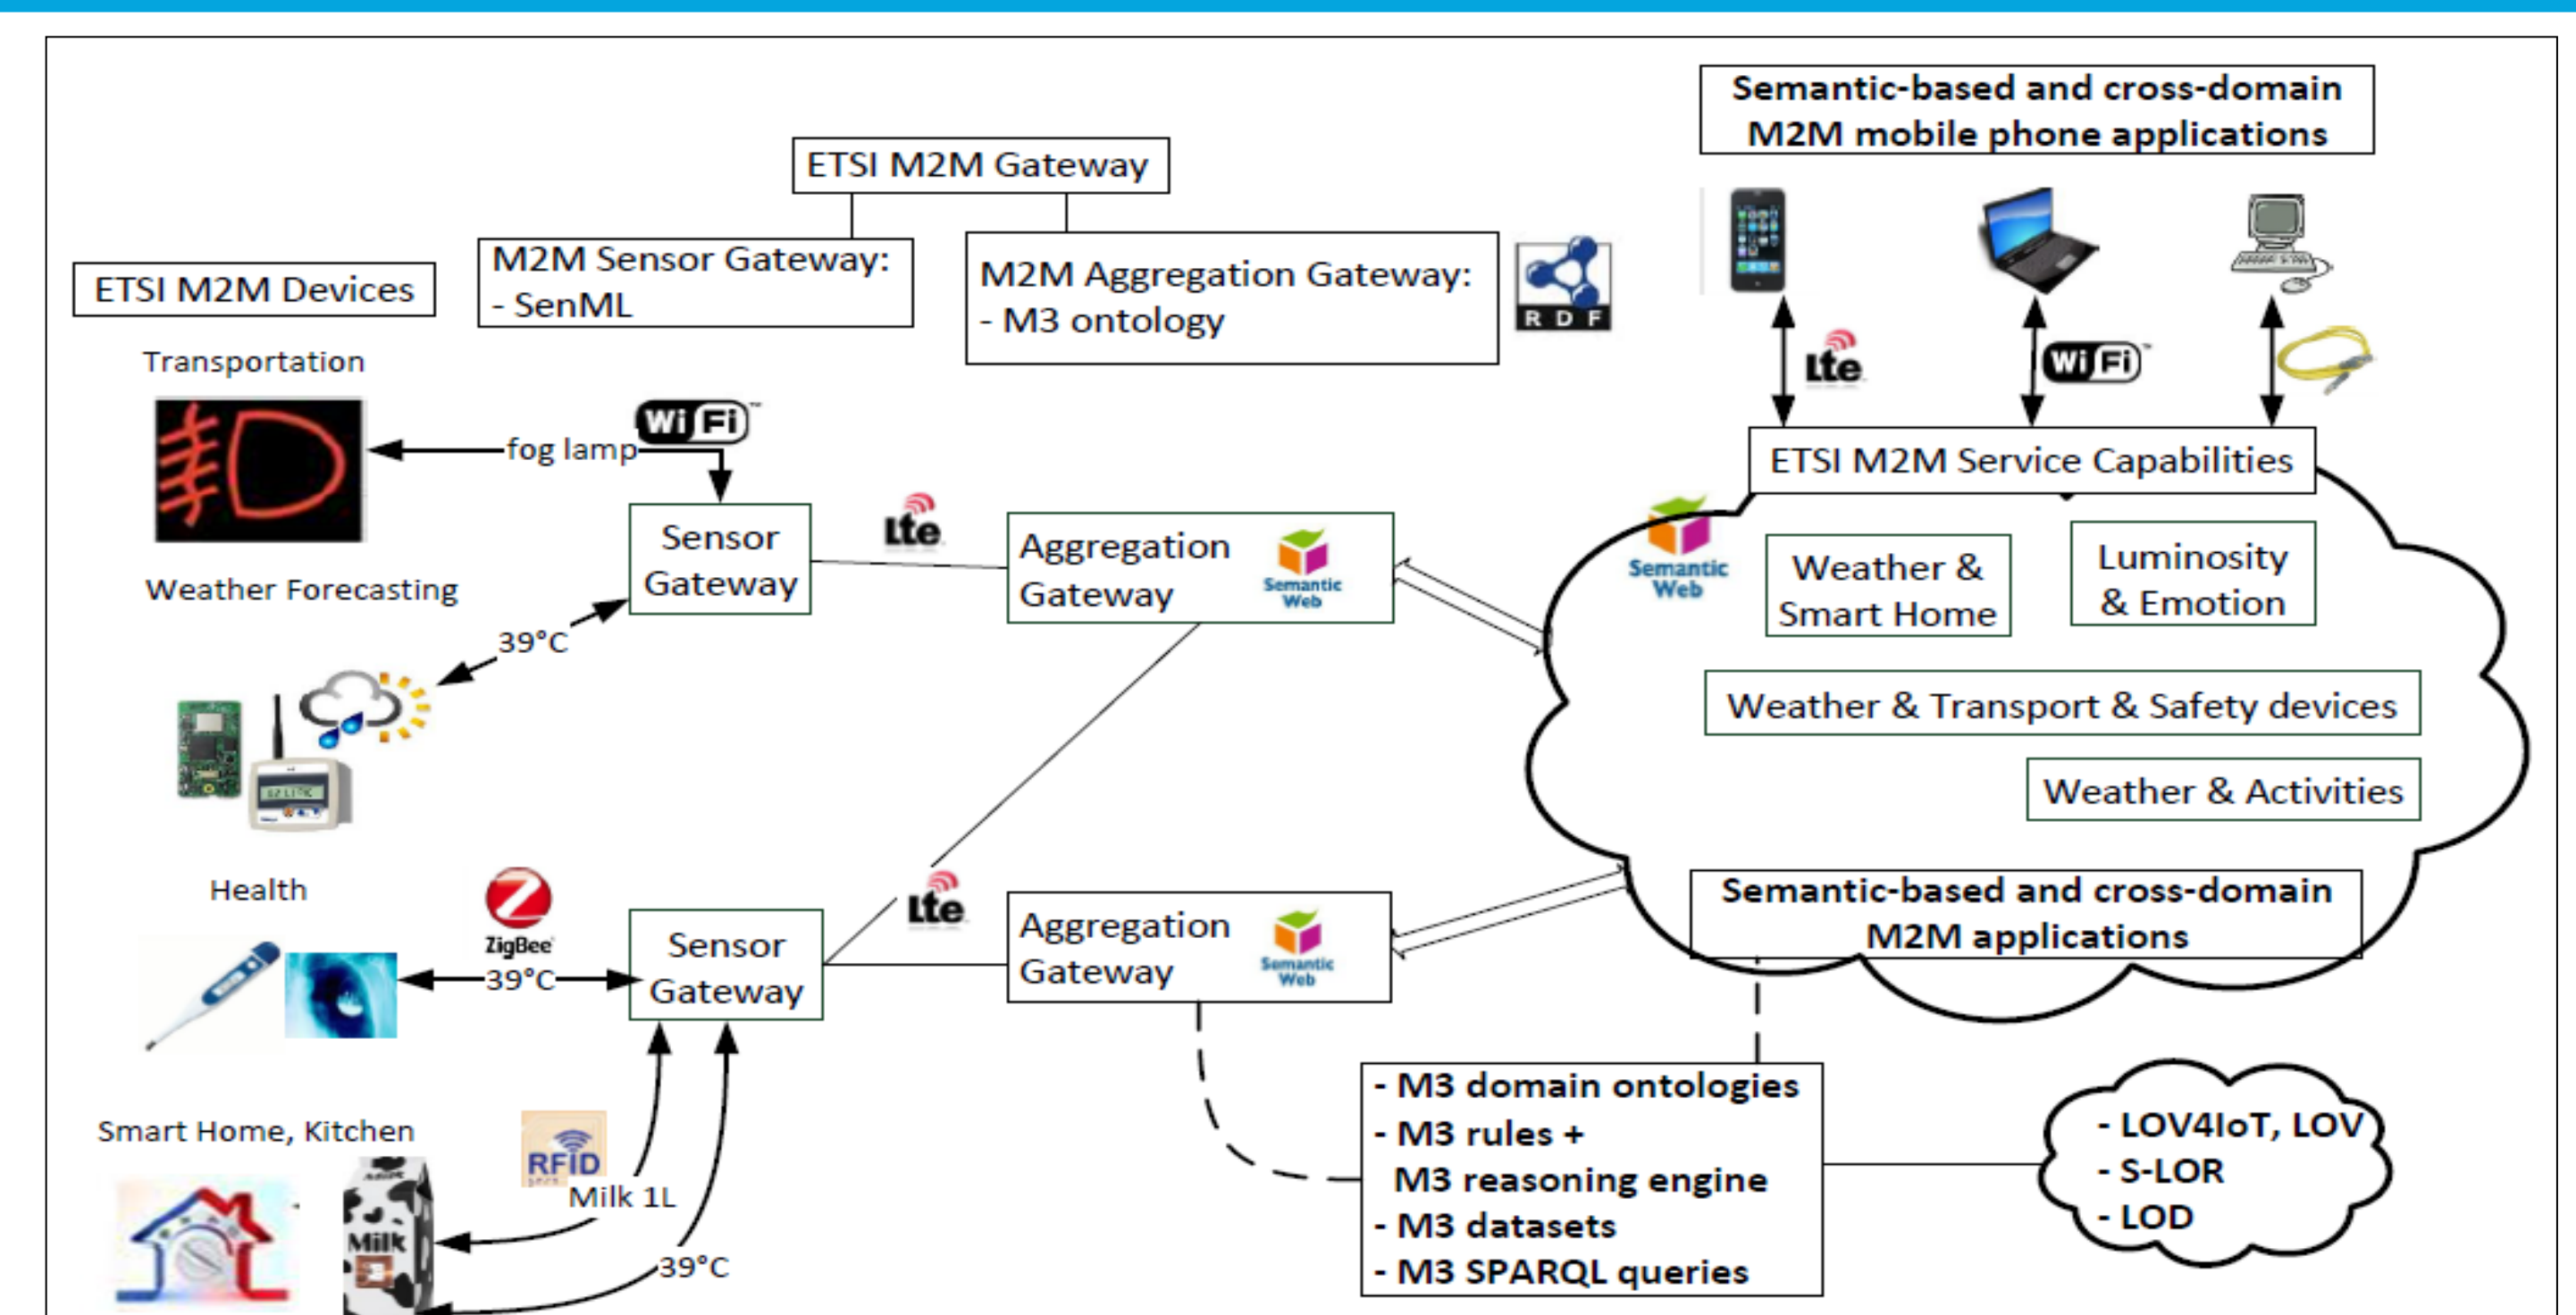 Semantic-based and cross-domain
M2M mobile phone applications
ETSI M2M Gateway
M2M Sensor Gateway:
- SenML
M2M Aggregation Gateway:
- M3 ontology
RDF
ETSI M2M Devices
Transportation
fog lamp
Wi Fi™
Lte
Wi Fi™
ETSI M2M Service Capabilities
Sensor
Gateway
Lte
Aggregation
Gateway
Semantic
Web
Semantic
Web
Weather &
Smart Home
Luminosity
& Emotion
Weather Forecasting
39°C
Weather & Transport & Safety devices
Weather & Activities
Health
ZigBee
39°C
Sensor
Gateway
Lte
Aggregation
Gateway
Semantic
Web
Semantic-based and cross-domain
M2M applications
Smart Home, Kitchen
RFID
Milk 1L
Milk
39°C
- M3 domain ontologies
- M3 rules +
M3 reasoning engine
- M3 datasets
- M3 SPARQL queries
- LOV4IoT, LOV
- S-LOR
- LOD